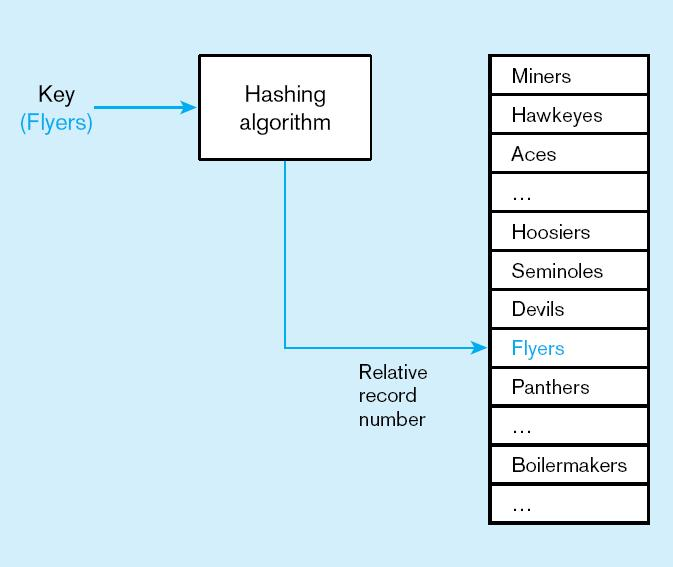 Key
(Flyers)
Hashing
algorithm
Relative
record
number
Miners
Hawkeyes
Aces
...
Hoosiers
Seminoles
Devils
Flyers
Panthers
...
Boilermakers
...